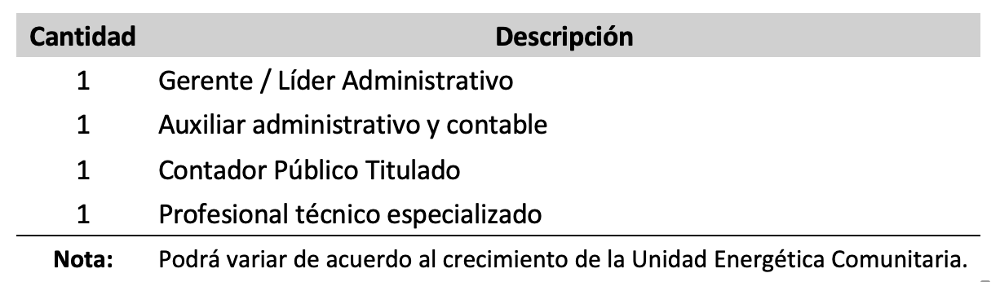 Cantidad Descripción
1 Gerente / Líder Administrativo
1 Auxiliar administrativo y contable
1 Contador Público Titulado
1 Profesional técnico especializado
Nota: Podrá variar de acuerdo al crecimiento de la Unidad Energética Comunitaria.